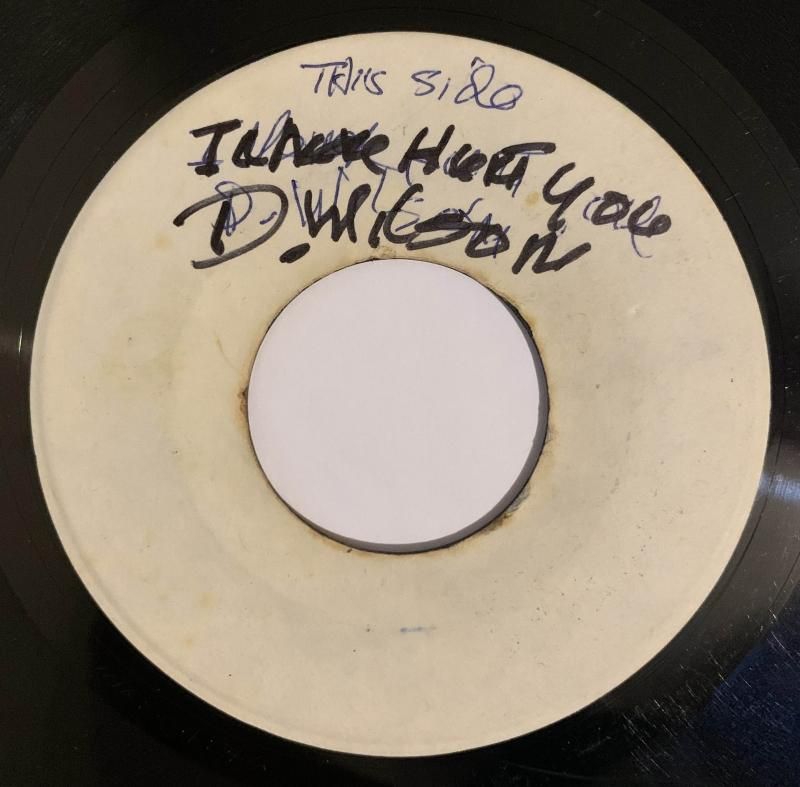 This side
Hurt you
D. Wilson